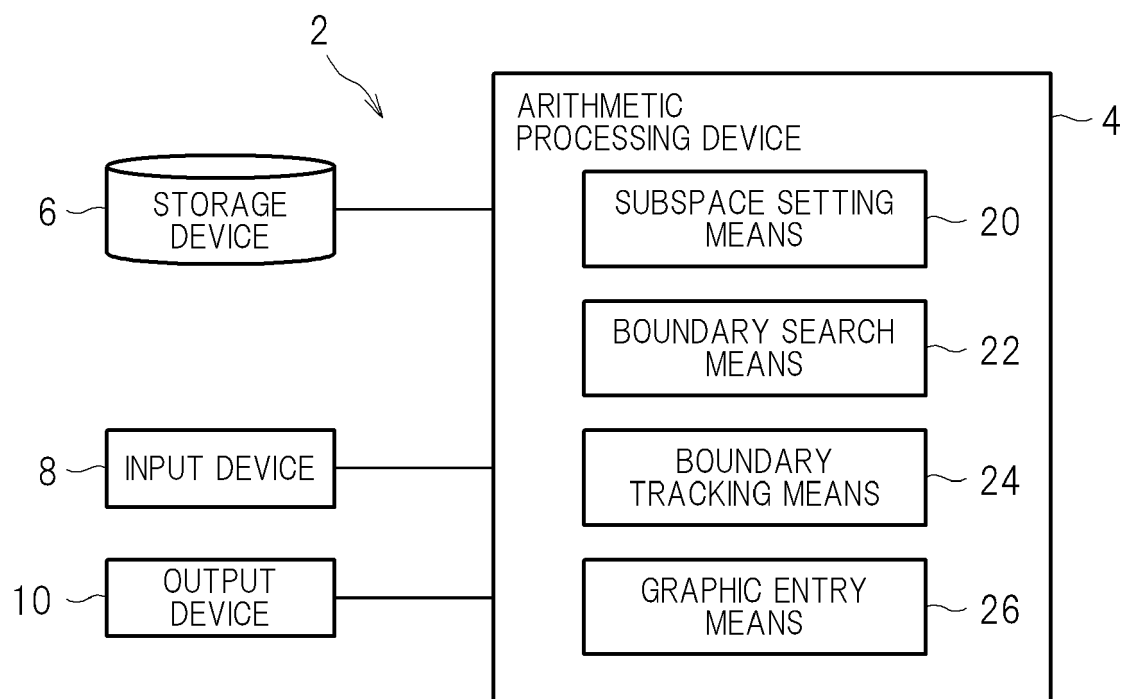 2
ARITHMETIC
PROCESSING DEVICE
4
6
STORAGE
DEVICE
SUBSPACE SETTING
MEANS
20
BOUNDARY SEARCH
MEANS
22
8
INPUT DEVICE
BOUNDARY
TRACKING MEANS
24
10
OUTPUT
DEVICE
GRAPHIC ENTRY
MEANS
26